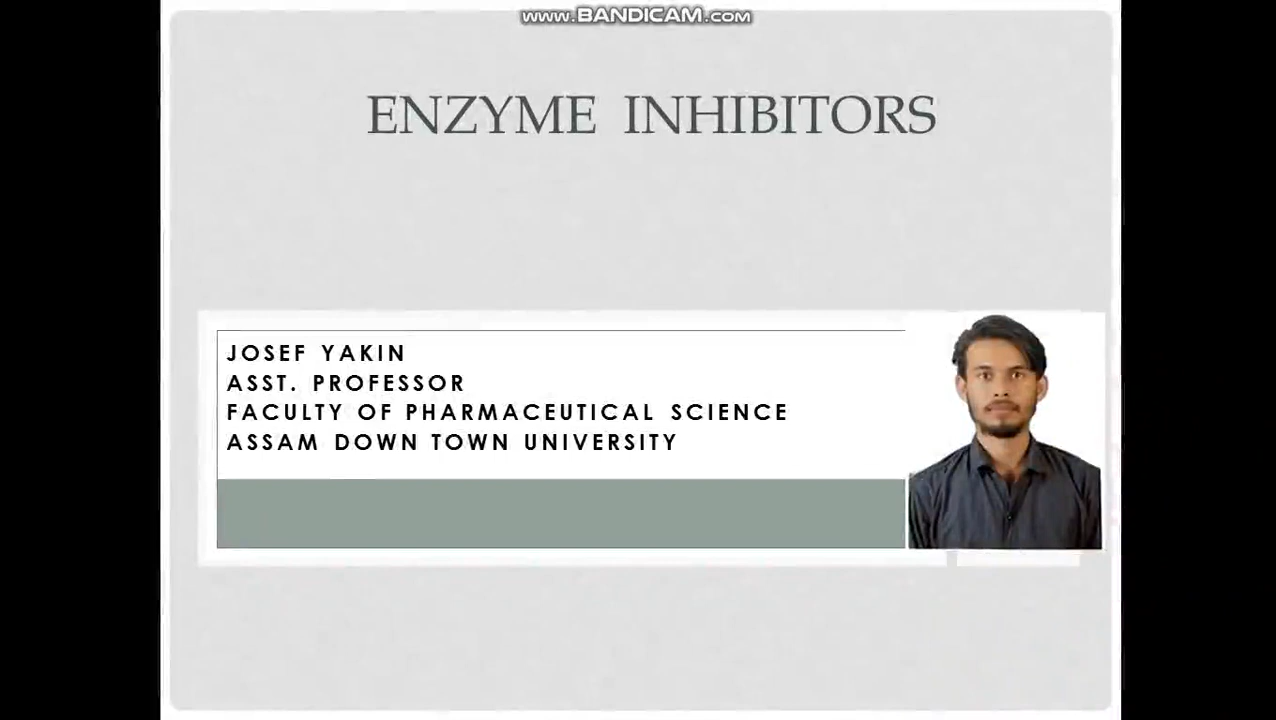 WWW.BANDICAM.COM
ENZYME INHIBITORS
JOSEF YAKIN
ASST. PROFESSOR
FACULTY OF PHARMACEUTICAL SCIENCE
ASSAM DOWN TOWN UNIVERSITY